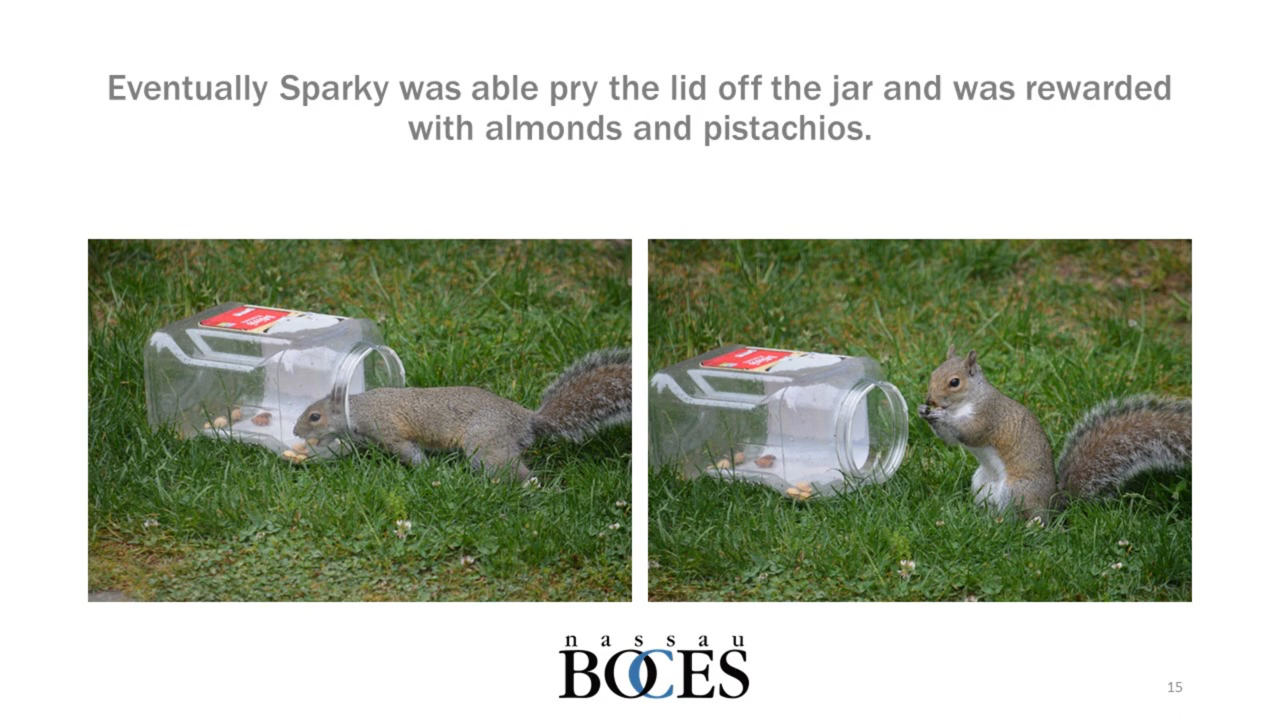 Eventually Sparky was able pry the lid off the jar and was rewarded
with almonds and pistachios.
nassau
BOCES
15